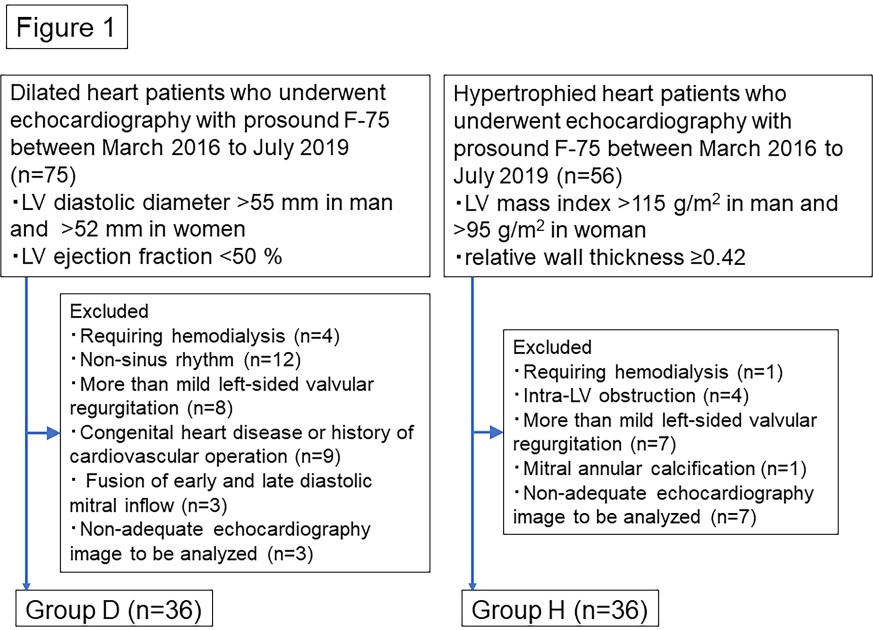 Figure 1
Dilated heart patients who underwent
echocardiography with prosound F-75
between March 2016 to July 2019
(n=75)
・LV diastolic diameter >55 mm in man
and >52 mm in women
・LV ejection fraction <50 %
Excluded
・Requiring hemodialysis (n=4)
・Non-sinus rhythm (n=12)
・More than mild left-sided valvular
regurgitation (n=8)
・Congenital heart disease or history of
cardiovascular operation (n=9)
・ Fusion of early and late diastolic
mitral inflow (n=3)
・Non-adequate echocardiography
image to be analyzed (n=3)
Group D (n=36)
Hypertrophied heart patients who
underwent echocardiography with
prosound F-75 between March 2016 to
July 2019 (n=56)
・LV mass index >115 g/m² in man and
>95 g/m² in woman
・relative wall thickness ≥0.42
Excluded
・Requiring hemodialysis (n=1)
・Intra-LV obstruction (n=4)
・More than mild left-sided valvular
regurgitation (n=7)
・Mitral annular calcification (n=1)
・Non-adequate echocardiography
image to be analyzed (n=7)
Group H (n=36)